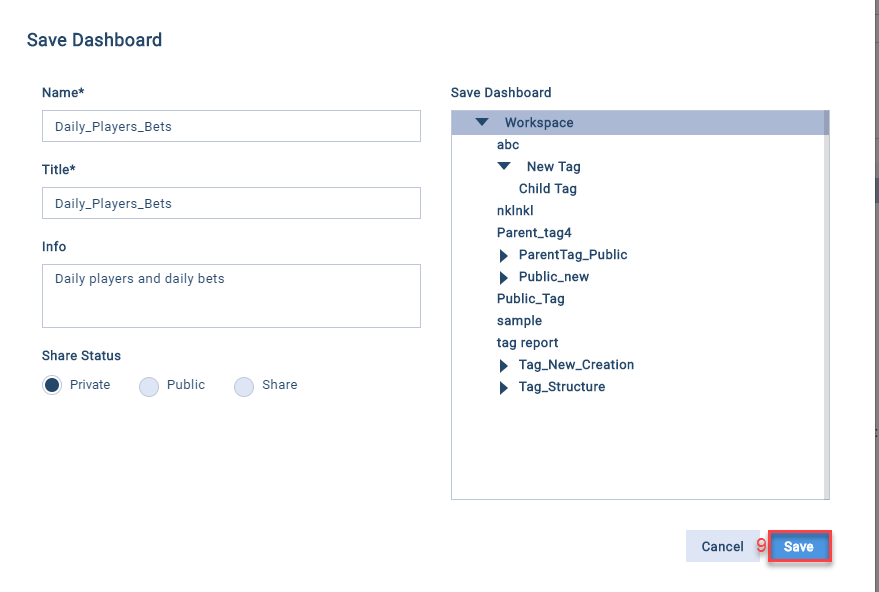 Save Dashboard
Name*
Daily_Players_Bets
Title*
Daily_Players_Bets
Info
Daily players and daily bets
Share Status
Private Public Share
Save Dashboard
Workspace
abc
New Tag
Child Tag
nklnkl
Parent_tag4
ParentTag_Public
Public_new
Public_Tag
sample
tag report
Tag_New_Creation
Tag_Structure
Cancel 9 Save